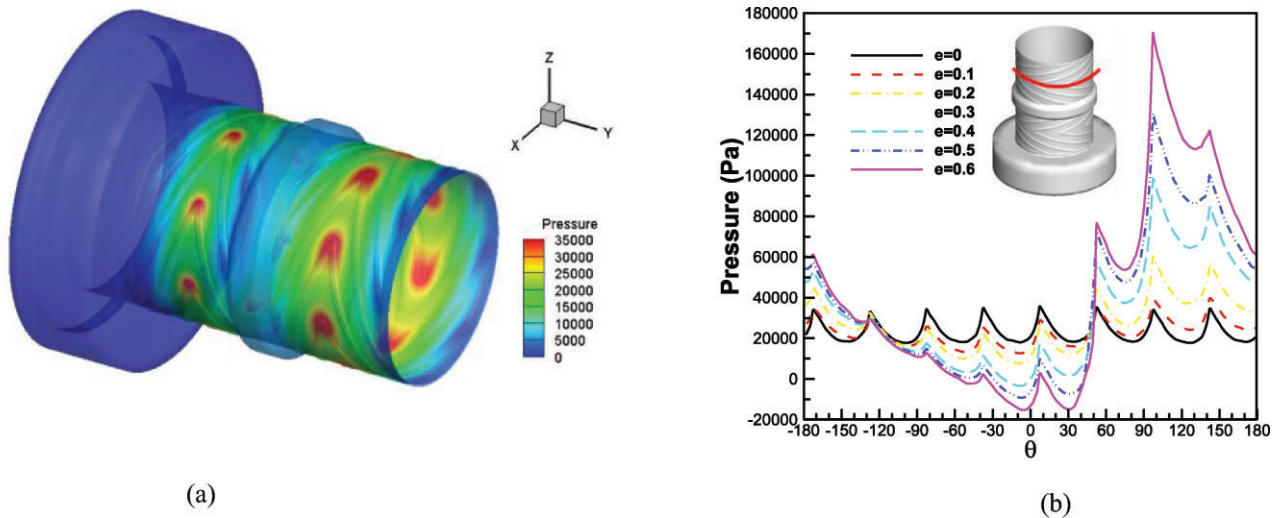 Z
X
Y
Pressure
35000
30000
25000
20000
15000
10000
5000
0
(a)
180000
160000
140000
120000
100000
80000
60000
40000
20000
0
-20000
Pressure (Pa)
e=0
e=0.1
e=0.2
e=0.3
e=0.4
e=0.5
e=0.6
-180 -150 -120 -90 -60 -30 0 30 60 90 120 150 180
θ
(b)